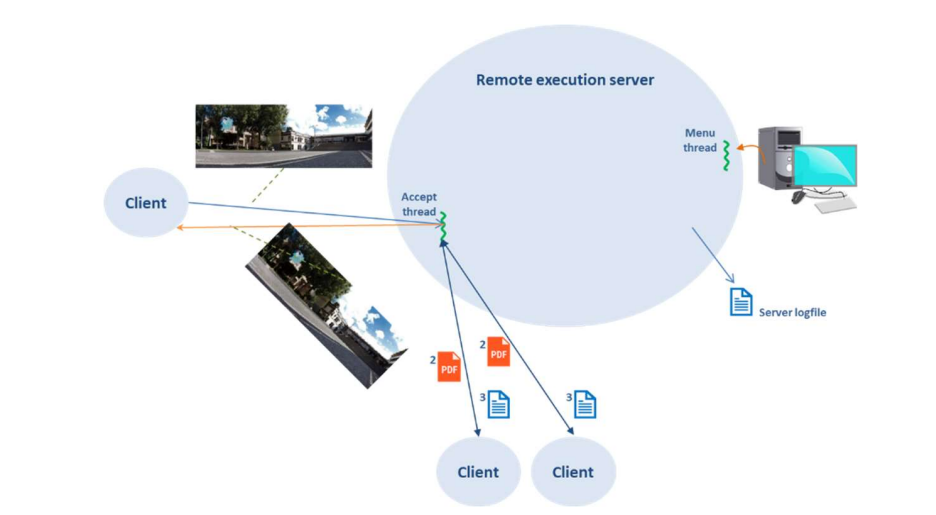 Remote execution server
Menu
thread
Client
Accept
thread
Server logfile
2
PDF
2
PDF
3
3
Client
Client